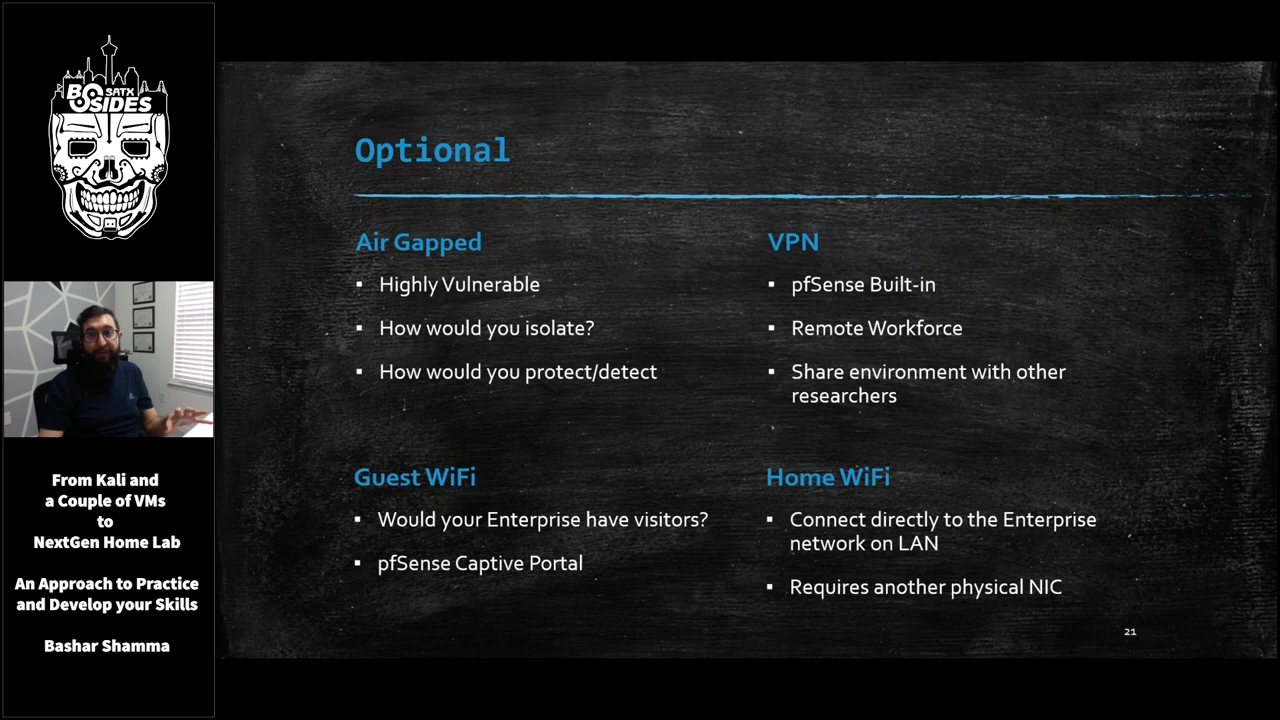 BSIDES
SATX
From Kali and
a Couple of VMs
to
NextGen Home Lab
An Approach to Practice
and Develop your Skills
Bashar Shamma
Optional
Air Gapped
▪ Highly Vulnerable
▪ How would you isolate?
▪ How would you protect/detect
VPN
▪ pfSense Built-in
▪ Remote Workforce
▪ Share environment with other
researchers
Guest WiFi
▪ Would your Enterprise have visitors?
▪ pfSense Captive Portal
Home WiFi
▪ Connect directly to the Enterprise
network on LAN
▪ Requires another physical NIC
21